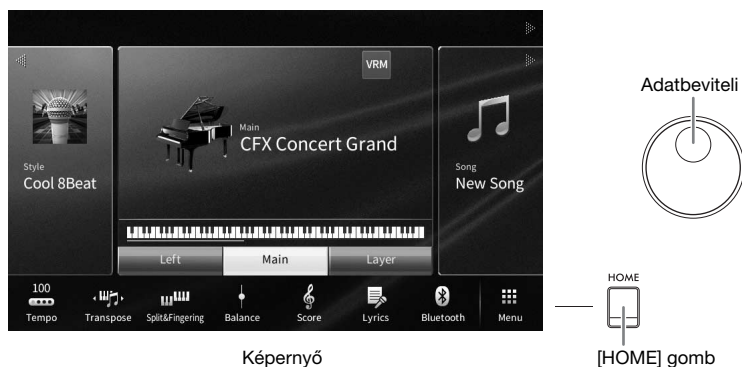 VRM
Adatbeviteli
Main
CFX Concert Grand
Style
Cool 8Beat
Song
New Song
Left
Main
Layer
100
Tempo
Transpose
Split&Fingering
Balance
Score
Lyrics
Bluetooth
Menu
HOME
Képernyő
[HOME] gomb